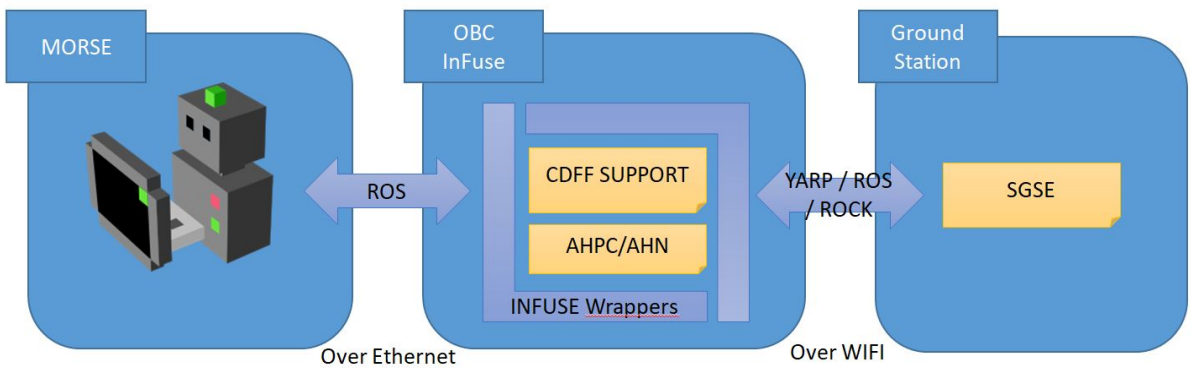 MORSE
OBC
InFuse
Ground
Station
ROS
CDFF SUPPORT
AHPC/AHN
INFUSE Wrappers
YARP / ROS
/ ROCK
SGSE
Over Ethernet
Over WIFI